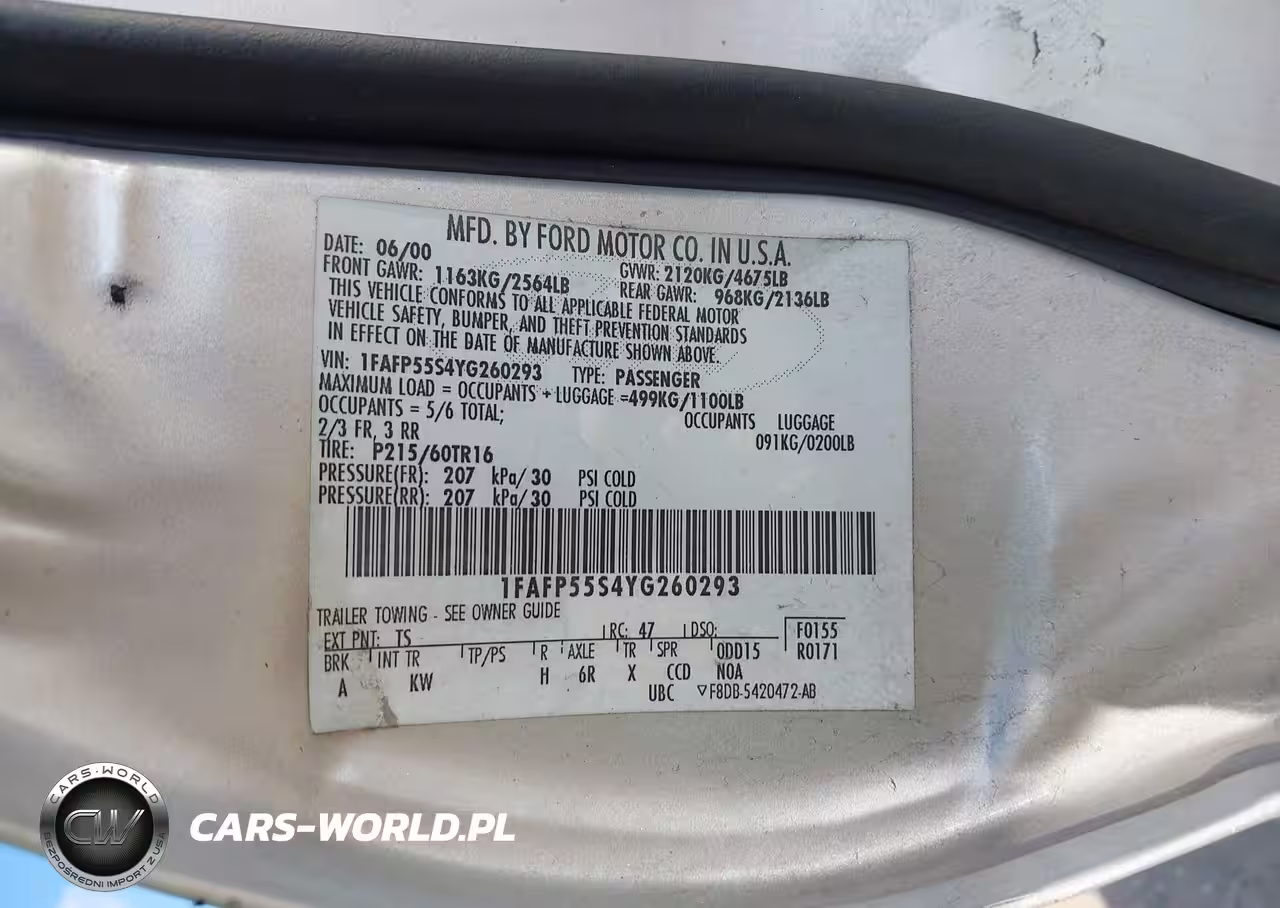 MFD. BY FORD MOTOR CO. IN U.S.A.
DATE: 06/00
GVWR: 2120KG/4675LB
FRONT GAWR: 1163KG/2564LB
REAR GAWR: 968KG/2136LB
THIS VEHICLE CONFORMS TO ALL APPLICABLE FEDERAL MOTOR
VEHICLE SAFETY, BUMPER, AND THEFT PREVENTION STANDARDS
IN EFFECT ON THE DATE OF MANUFACTURE SHOWN ABOVE.
VIN: 1FAFP55S4YG260293 TYPE: PASSENGER
MAXIMUM LOAD = OCCUPANTS + LUGGAGE =499KG/1100LB
OCCUPANTS = 5/6 TOTAL; OCCUPANTS LUGGAGE
2/3 FR, 3 RR 091KG/0200LB
TIRE: P215/60TR16
PRESSURE(FR): 207 kPa/ 30 PSI COLD
PRESSURE(RR): 207 kPa/ 30 PSI COLD
1FAFP55S4YG260293
TRAILER TOWING - SEE OWNER GUIDE
EXT PNT: TS RC: 47 DSO: F0155
BRK INT TR TP/PS R AXLE TR SPR 0DD15 R0171
A KW H 6R X CCD NOA
UBC ▽F8DB-5420472-AB
CARS-WORLD
CW
BEZPOŚREDNI IMPORT Z USA
CARS-WORLD.PL